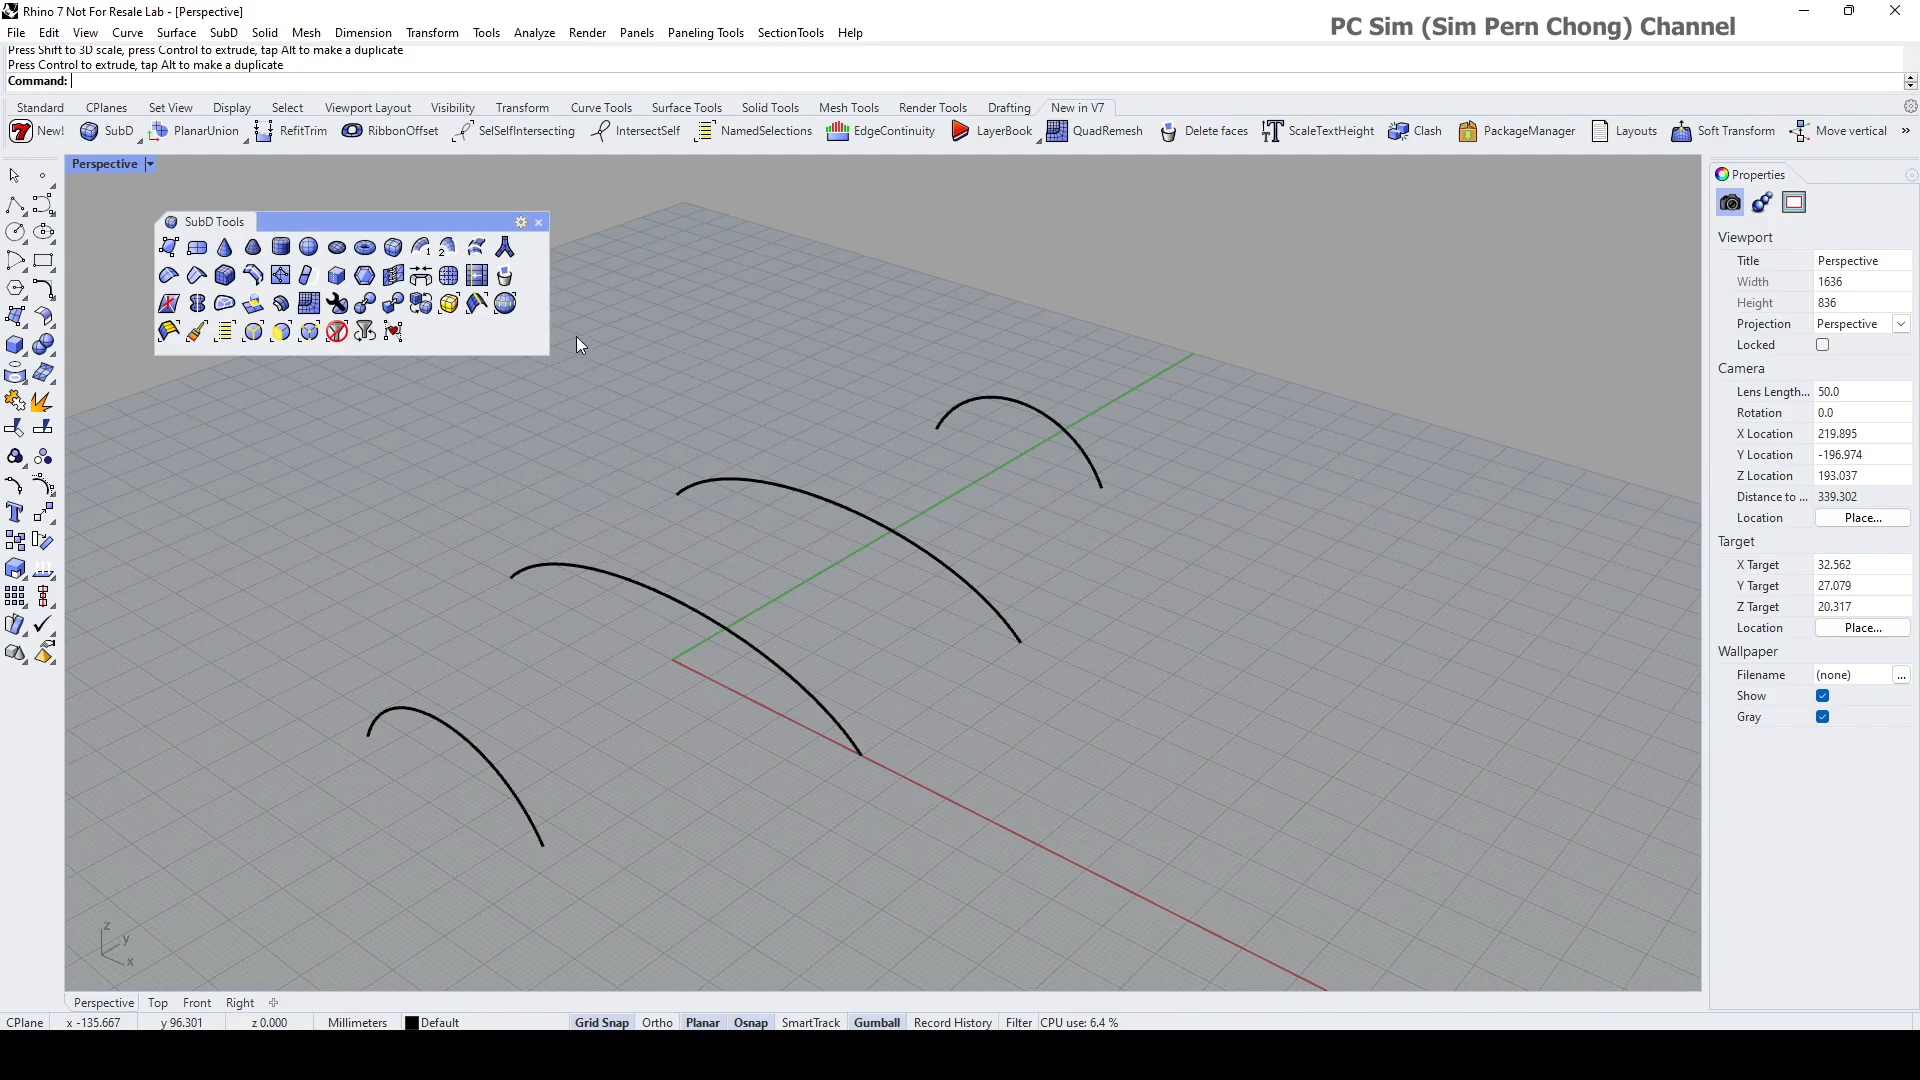 Rhino 7 Not For Resale Lab - [Perspective]
PC Sim (Sim Pern Chong) Channel
File Edit View Curve Surface SubD Solid Mesh Dimension Transform Tools Analyze Render Panels Paneling Tools SectionTools Help
Press Shift to 3D scale, press Control to extrude, tap Alt to make a duplicate
Press Control to extrude, tap Alt to make a duplicate
Command:
Standard CPlanes Set View Display Select Viewport Layout Visibility Transform Curve Tools Surface Tools Solid Tools Mesh Tools Render Tools Drafting New in V7
7 New! SubD PlanarUnion RefitTrim RibbonOffset SelSelfIntersecting IntersectSelf NamedSelections EdgeContinuity LayerBook QuadRemesh Delete faces ScaleTextHeight Clash PackageManager Layouts Soft Transform Move vertical »
Perspective
SubD Tools
1 2
Properties
Viewport
Title Perspective
Width 1636
Height 836
Projection Perspective
Locked
Camera
Lens Length... 50.0
Rotation 0.0
X Location 219.895
Y Location -196.974
Z Location 193.037
Distance to ... 339.302
Location Place...
Target
X Target 32.562
Y Target 27.079
Z Target 20.317
Location Place...
Wallpaper
Filename (none) ...
Show
Gray
z
y
x
Perspective Top Front Right
CPlane x -135.667 y 96.301 z 0.000 Millimeters Default Grid Snap Ortho Planar Osnap SmartTrack Gumball Record History Filter CPU use: 6.4 %